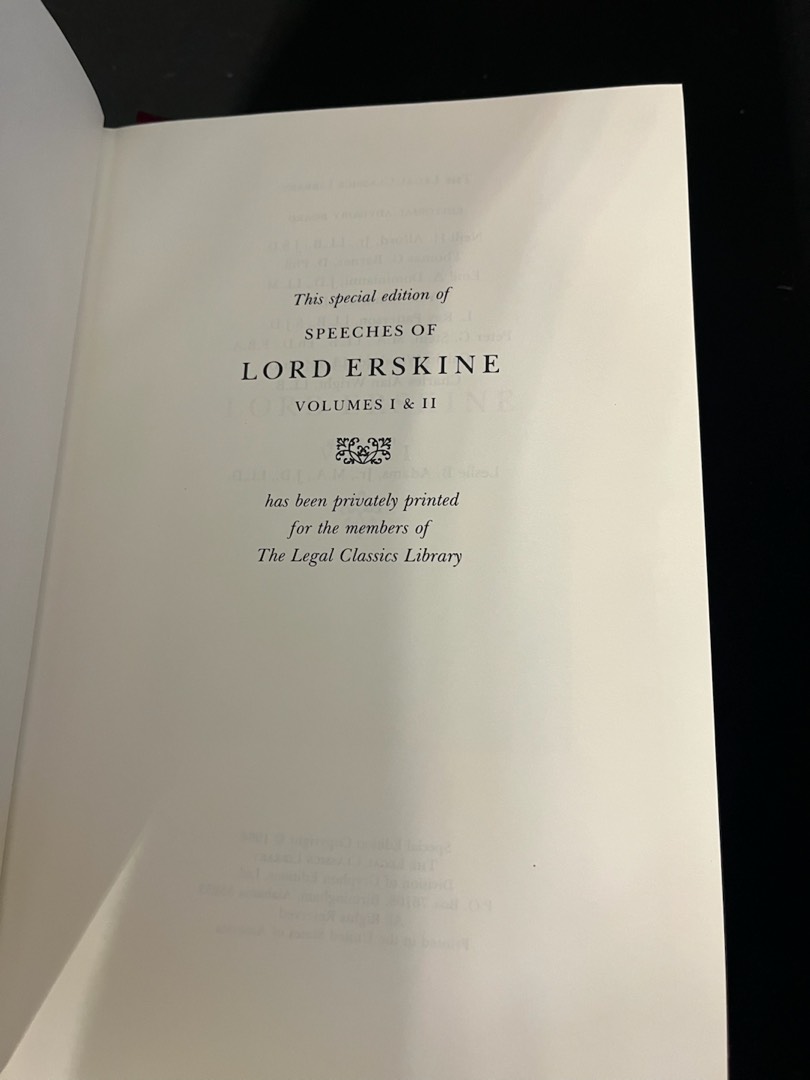 This special edition of
SPEECHES OF
LORD ERSKINE
VOLUMES I & II
has been privately printed
for the members of
The Legal Classics Library